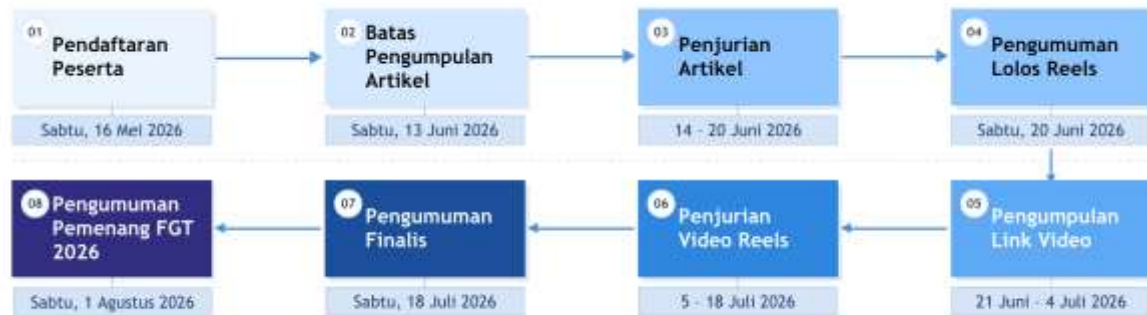 01
Pendaftaran
Peserta
Sabtu, 16 Mei 2026
02
Batas
Pengumpulan
Artikel
Sabtu, 13 Juni 2026
03
Penjurian
Artikel
14 - 20 Juni 2026
04
Pengumuman
Lolos Reels
Sabtu, 20 Juni 2026
05
Pengumpulan
Link Video
21 Juni - 4 Juli 2026
06
Penjurian
Video Reels
5 - 18 Juli 2026
07
Pengumuman
Finalis
Sabtu, 18 Juli 2026
08
Pengumuman
Pemenang FGT
2026
Sabtu, 1 Agustus 2026